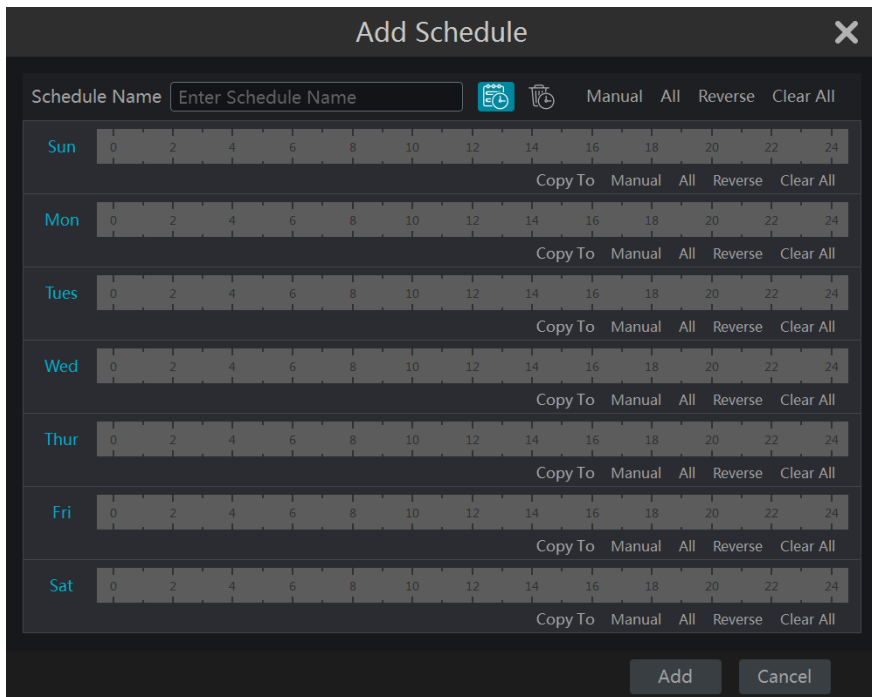 Add Schedule
Schedule Name Enter Schedule Name Manual All Reverse Clear All
Sun 0 2 4 6 8 10 12 14 16 18 20 22 24
Copy To Manual All Reverse Clear All
Mon 0 2 4 6 8 10 12 14 16 18 20 22 24
Copy To Manual All Reverse Clear All
Tues 0 2 4 6 8 10 12 14 16 18 20 22 24
Copy To Manual All Reverse Clear All
Wed 0 2 4 6 8 10 12 14 16 18 20 22 24
Copy To Manual All Reverse Clear All
Thur 0 2 4 6 8 10 12 14 16 18 20 22 24
Copy To Manual All Reverse Clear All
Fri 0 2 4 6 8 10 12 14 16 18 20 22 24
Copy To Manual All Reverse Clear All
Sat 0 2 4 6 8 10 12 14 16 18 20 22 24
Copy To Manual All Reverse Clear All
Add Cancel